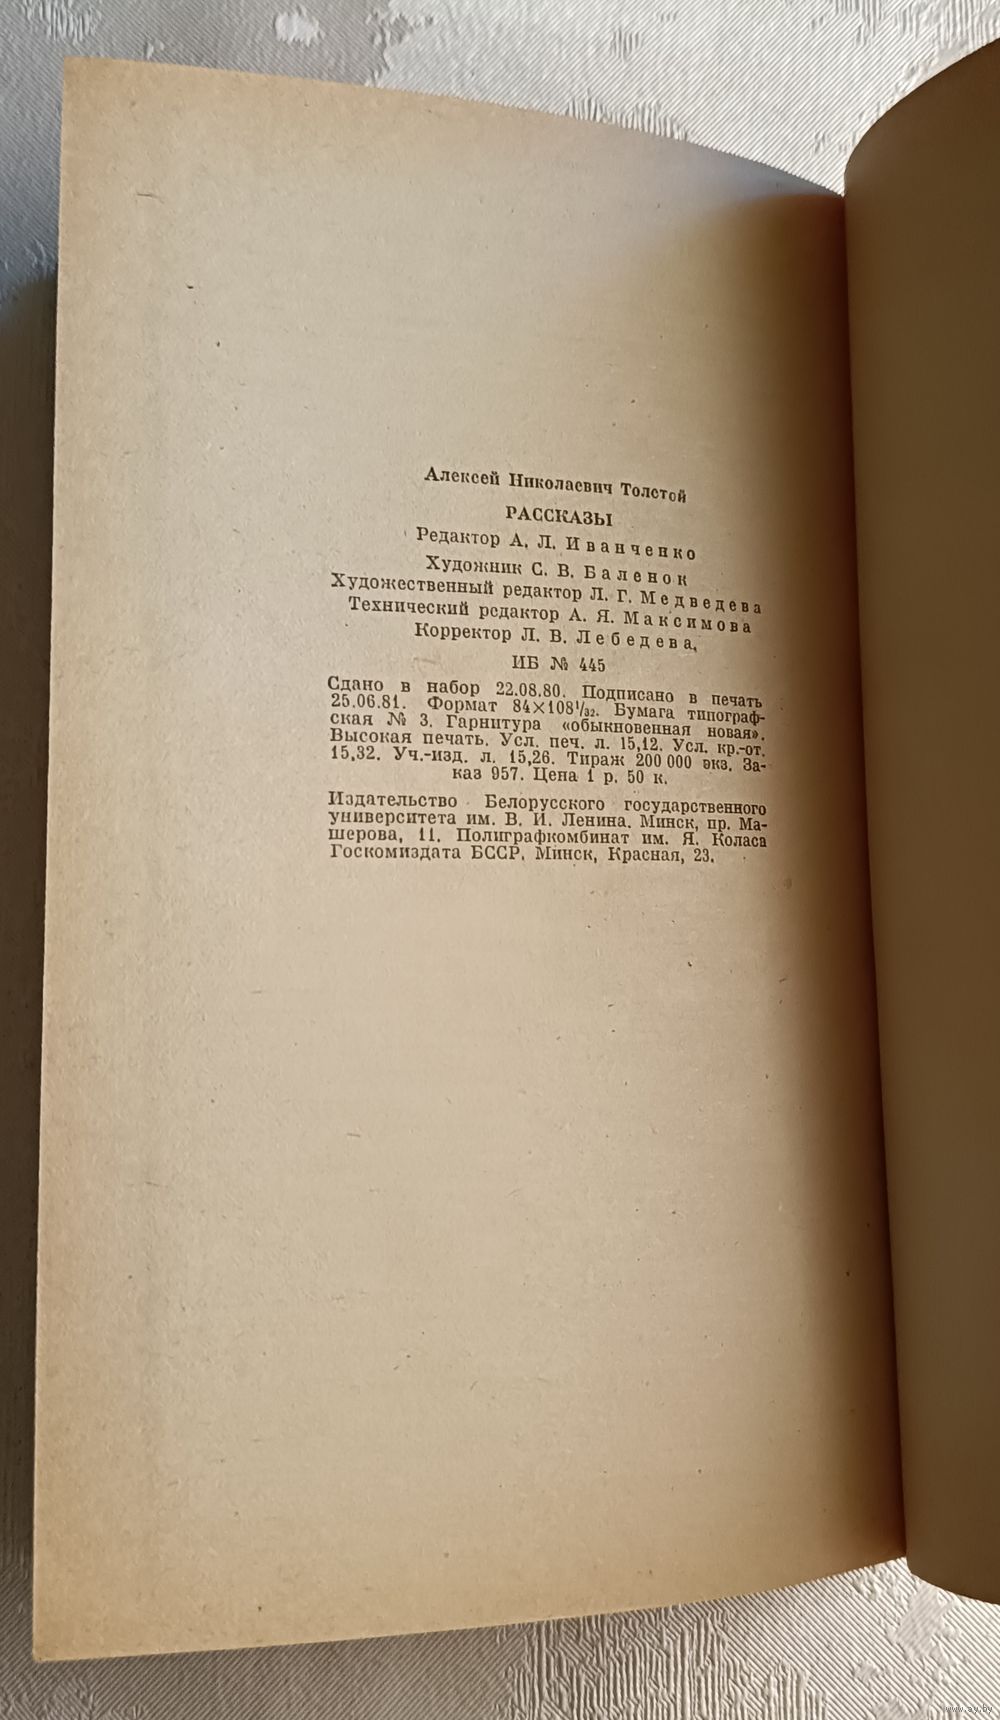 Алексей Николаевич Толстой
РАССКАЗЫ
Редактор А. Л. Иванченко
Художник С. В. Баленок
Художественный редактор Л. Г. Медведева
Технический редактор А. Я. Максимова
Корректор Л. В. Лебедева,
ИБ № 445
Сдано в набор 22.08.80. Подписано в печать
25.06.81. Формат 84×108¹/₃₂. Бумага типограф-
ская № 3. Гарнитура «обыкновенная новая».
Высокая печать. Усл. печ. л. 15,12. Усл. кр.-от.
15,32. Уч.-изд. л. 15,26. Тираж 200 000 экз. За-
каз 957. Цена 1 р. 50 к.
Издательство Белорусского государственного
университета им. В. И. Ленина. Минск, пр. Ма-
шерова, 11. Полиграфкомбинат им. Я. Коласа
Госкомиздата БССР, Минск, Красная, 23.
www.ay.by